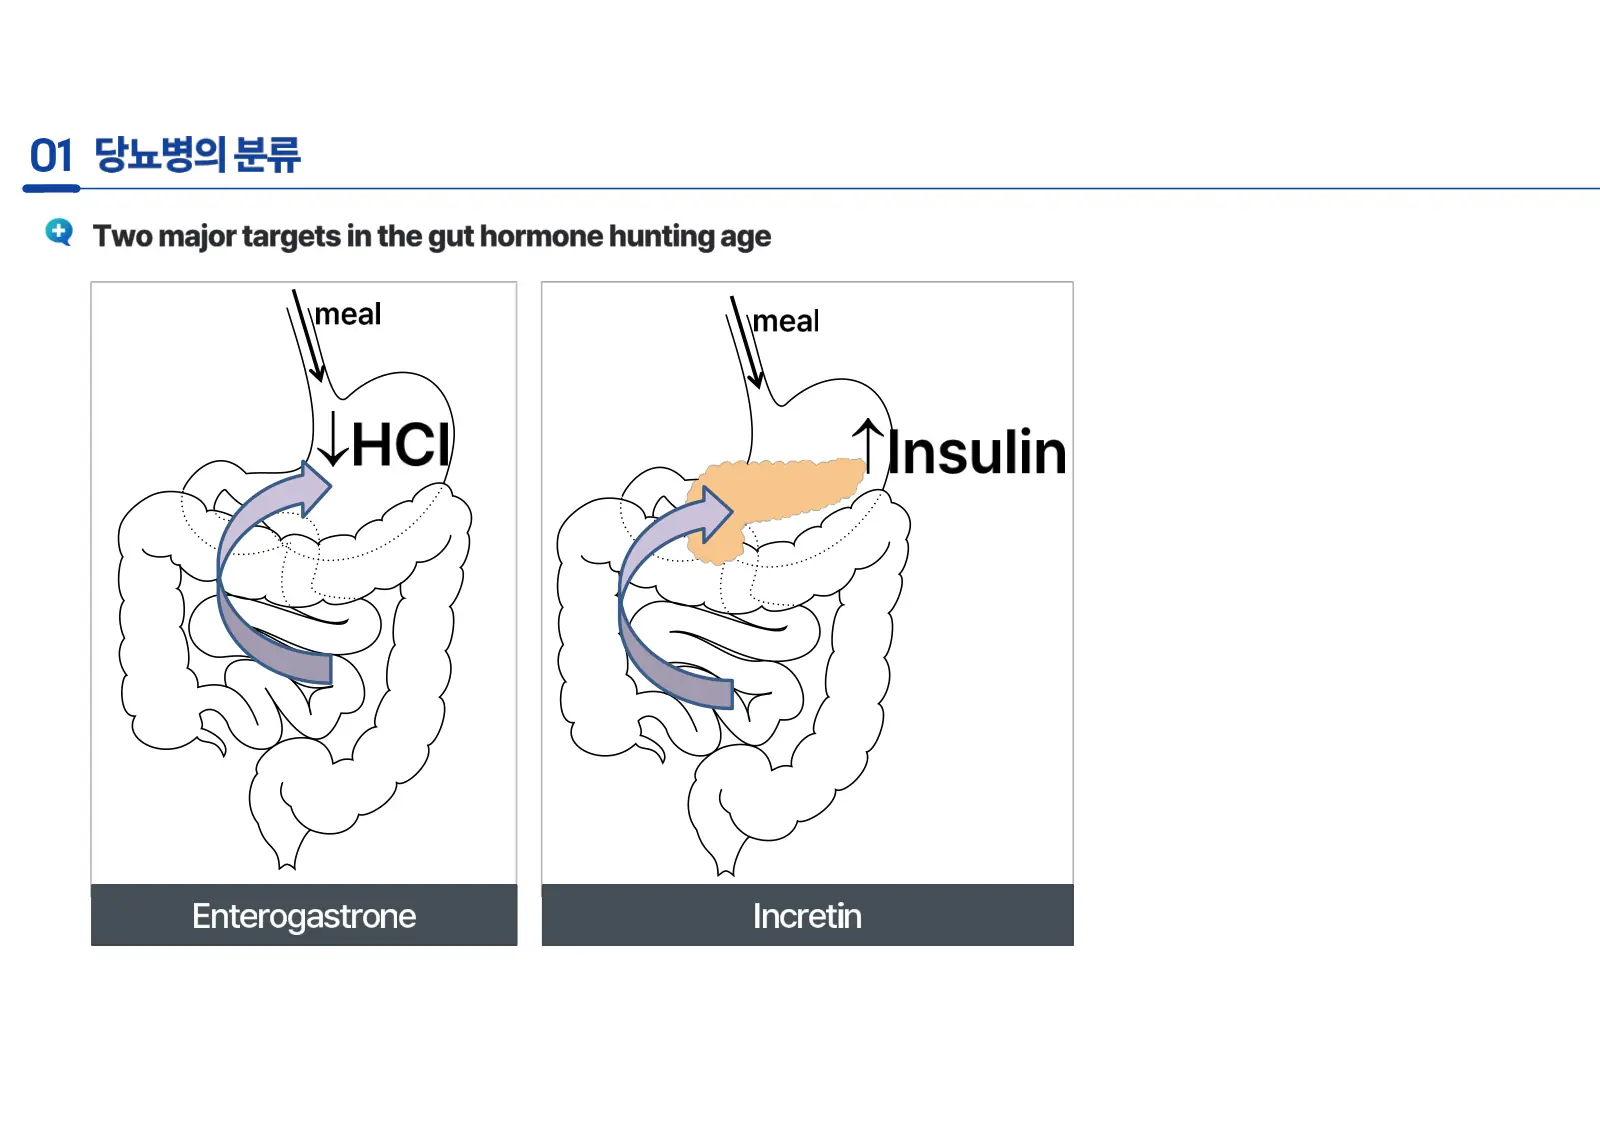 01 당뇨병의 분류
Two major targets in the gut hormone hunting age
meal
↓HCl
Enterogastrone
meal
↑Insulin
Incretin